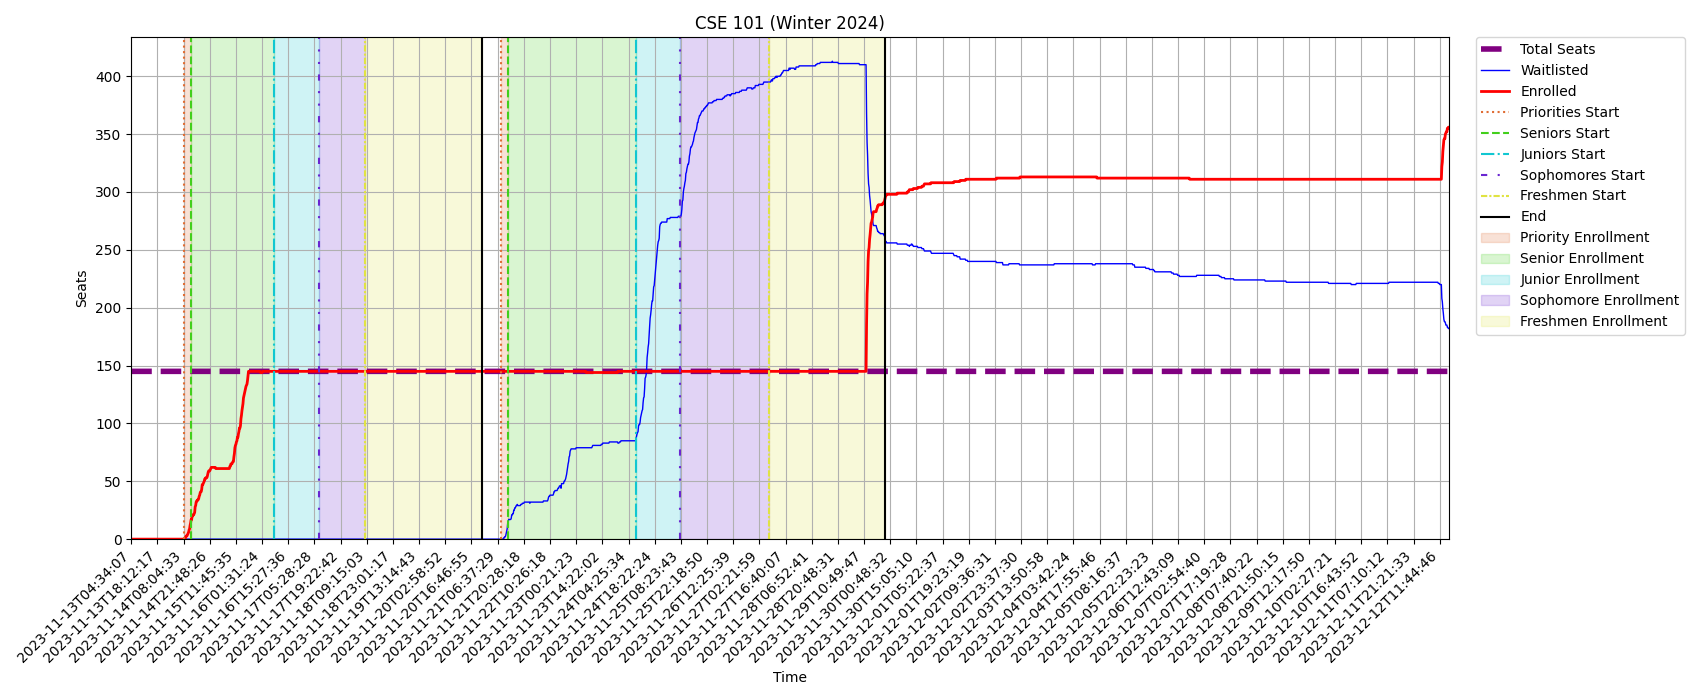 CSE 101 (Winter 2024)
Seats
400
350
300
250
200
150
100
50
0
2023-11-13T04:34:07
2023-11-13T18:12:17
2023-11-14T08:04:33
2023-11-14T21:48:26
2023-11-15T11:45:35
2023-11-16T01:31:24
2023-11-16T15:27:36
2023-11-17T05:28:28
2023-11-17T19:22:42
2023-11-18T09:15:03
2023-11-18T23:01:17
2023-11-19T13:14:43
2023-11-20T02:58:52
2023-11-20T16:46:55
2023-11-21T06:37:29
2023-11-21T20:28:18
2023-11-22T10:26:18
2023-11-23T00:21:23
2023-11-23T14:22:02
2023-11-24T04:25:34
2023-11-24T18:22:24
2023-11-25T08:23:43
2023-11-25T22:18:50
2023-11-26T12:25:39
2023-11-27T02:21:59
2023-11-27T16:40:07
2023-11-28T06:52:41
2023-11-28T20:48:31
2023-11-29T10:49:47
2023-11-30T00:48:32
2023-11-30T15:05:10
2023-12-01T05:22:37
2023-12-01T19:23:19
2023-12-02T09:36:31
2023-12-02T23:37:30
2023-12-03T13:50:58
2023-12-04T03:42:24
2023-12-04T17:55:46
2023-12-05T08:16:37
2023-12-05T22:23:23
2023-12-06T12:43:09
2023-12-07T02:54:40
2023-12-07T17:19:28
2023-12-08T07:40:22
2023-12-08T21:50:15
2023-12-09T12:17:50
2023-12-10T02:27:21
2023-12-10T16:43:52
2023-12-11T07:10:12
2023-12-11T21:21:33
2023-12-12T11:44:46
Time
Total Seats
Waitlisted
Enrolled
Priorities Start
Seniors Start
Juniors Start
Sophomores Start
Freshmen Start
End
Priority Enrollment
Senior Enrollment
Junior Enrollment
Sophomore Enrollment
Freshmen Enrollment